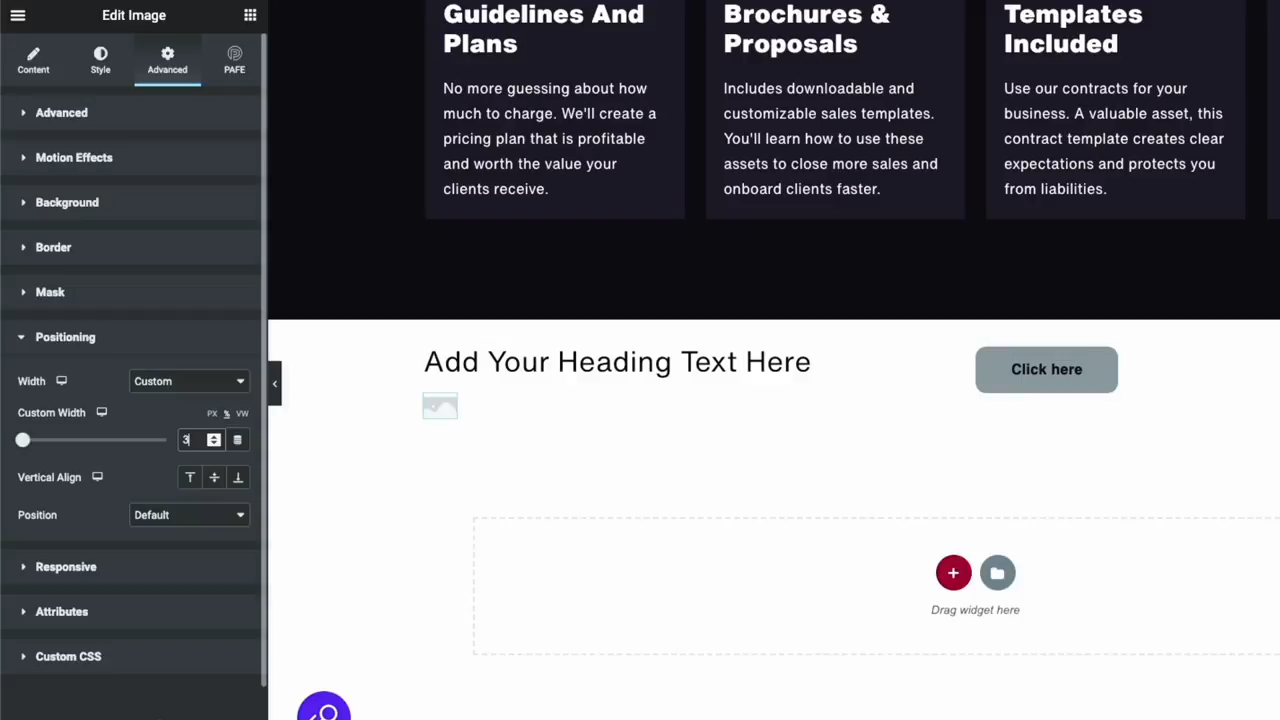 Edit Image
Content
Style
Advanced
PAFE
Advanced
Motion Effects
Background
Border
Mask
Positioning
Width
Custom
Custom Width
PX % VW
3
Vertical Align
Position
Default
Responsive
Attributes
Custom CSS
Guidelines And
Plans
No more guessing about how
much to charge. We'll create a
pricing plan that is profitable
and worth the value your
clients receive.
Brochures &
Proposals
Includes downloadable and
customizable sales templates.
You'll learn how to use these
assets to close more sales and
onboard clients faster.
Templates
Included
Use our contracts for your
business. A valuable asset, this
contract template creates clear
expectations and protects you
from liabilities.
Add Your Heading Text Here
Click here
Drag widget here